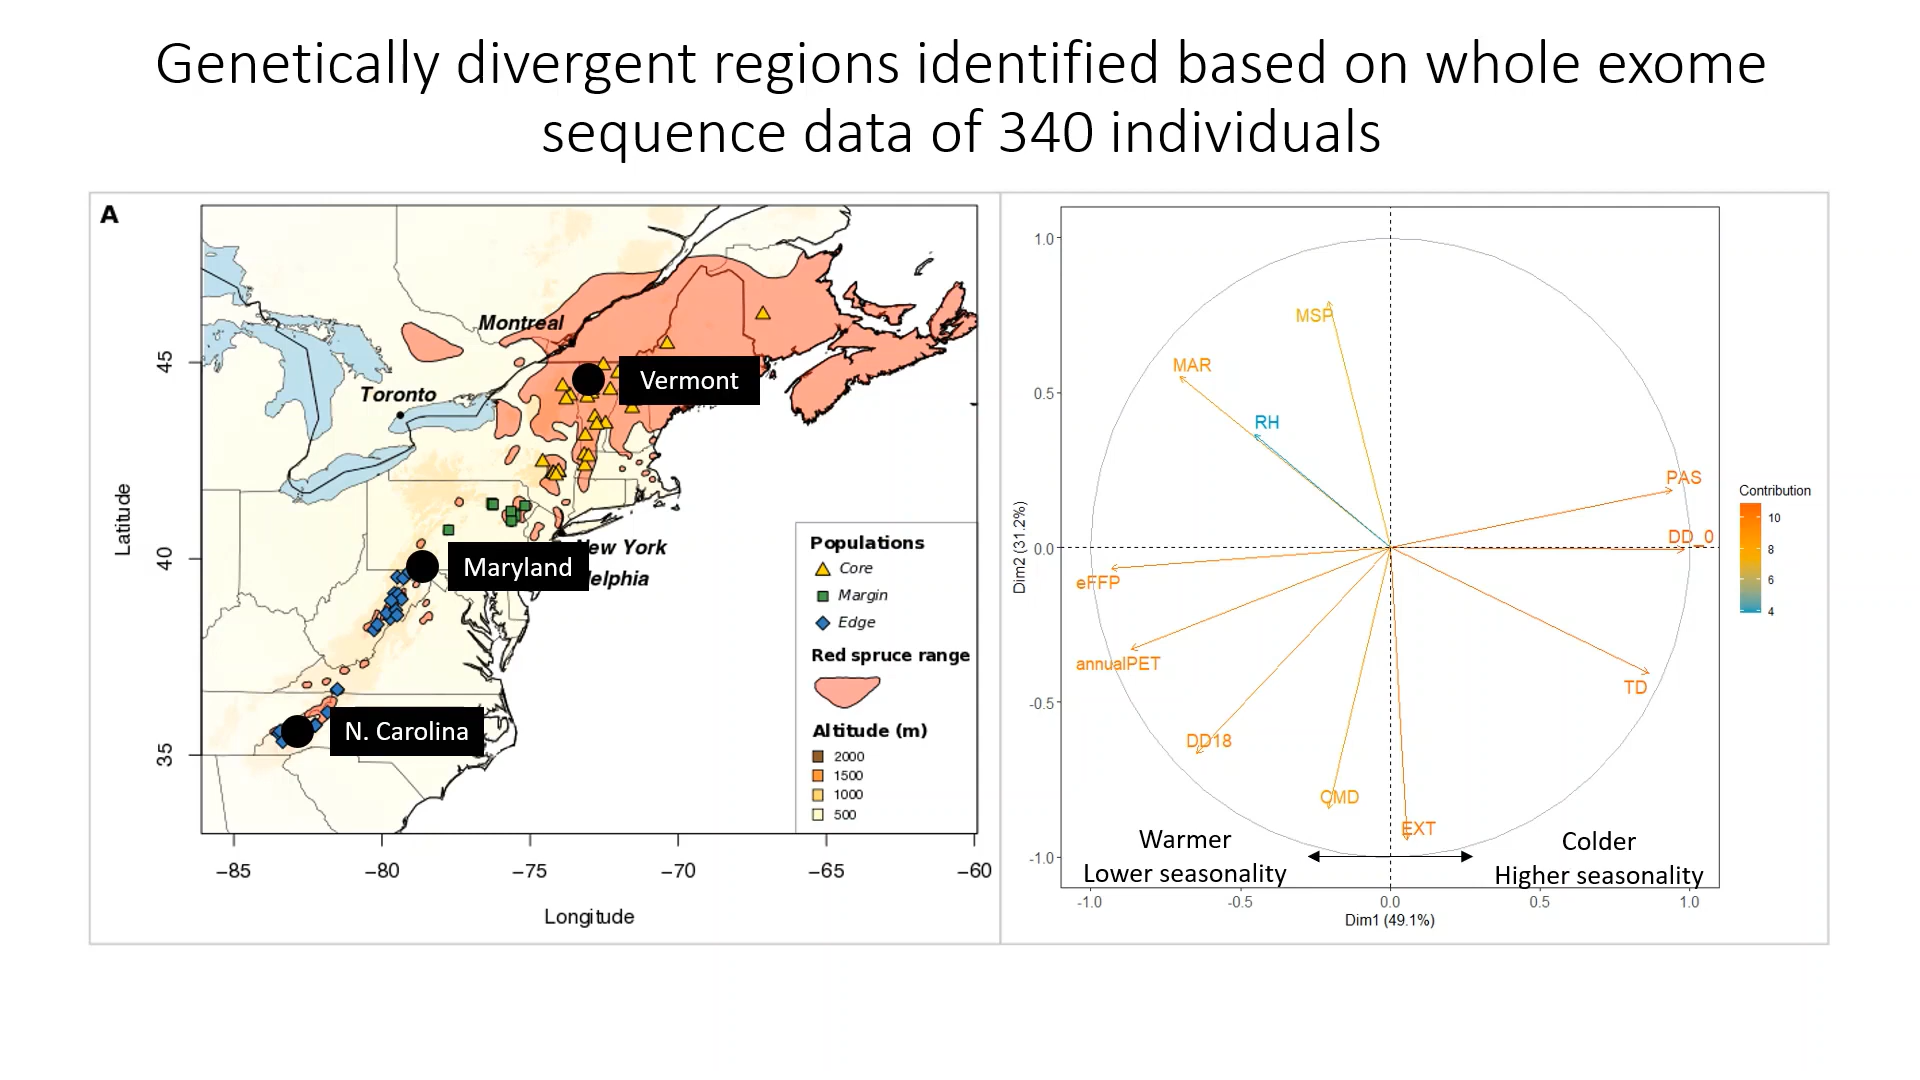 Genetically divergent regions identified based on whole exome
sequence data of 340 individuals
A
Montreal
Toronto
Vermont
Maryland
ew York
elphia
N. Carolina
Latitude
45
40
35
−85
−80
−75
−70
−65
−60
Longitude
Populations
Core
Margin
Edge
Red spruce range
Altitude (m)
2000
1500
1000
500
Dim2 (31.2%)
1.0
0.5
0.0
-0.5
-1.0
MSP
MAR
RH
PAS
DD_0
eFFP
annualPET
TD
DD18
CMD
EXT
Warmer
Lower seasonality
Colder
Higher seasonality
-1.0
-0.5
0.0
0.5
1.0
Dim1 (49.1%)
Contribution
10
8
6
4